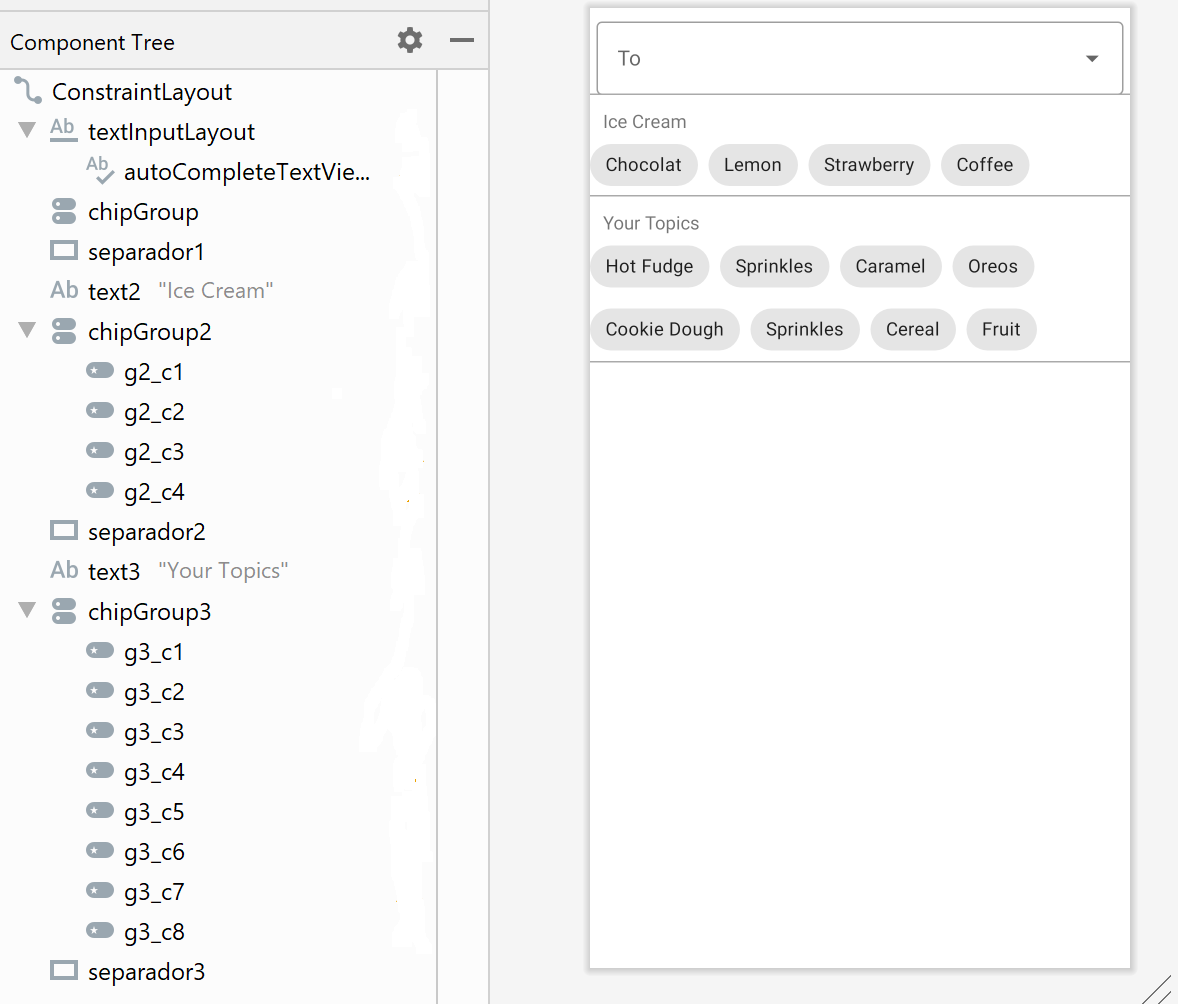 Component Tree
ConstraintLayout
Ab textInputLayout
Ab autoCompleteTextVie...
chipGroup
separador1
Ab text2 "Ice Cream"
chipGroup2
g2_c1
g2_c2
g2_c3
g2_c4
separador2
Ab text3 "Your Topics"
chipGroup3
g3_c1
g3_c2
g3_c3
g3_c4
g3_c5
g3_c6
g3_c7
g3_c8
separador3
To
Ice Cream
Chocolat Lemon Strawberry Coffee
Your Topics
Hot Fudge Sprinkles Caramel Oreos
Cookie Dough Sprinkles Cereal Fruit